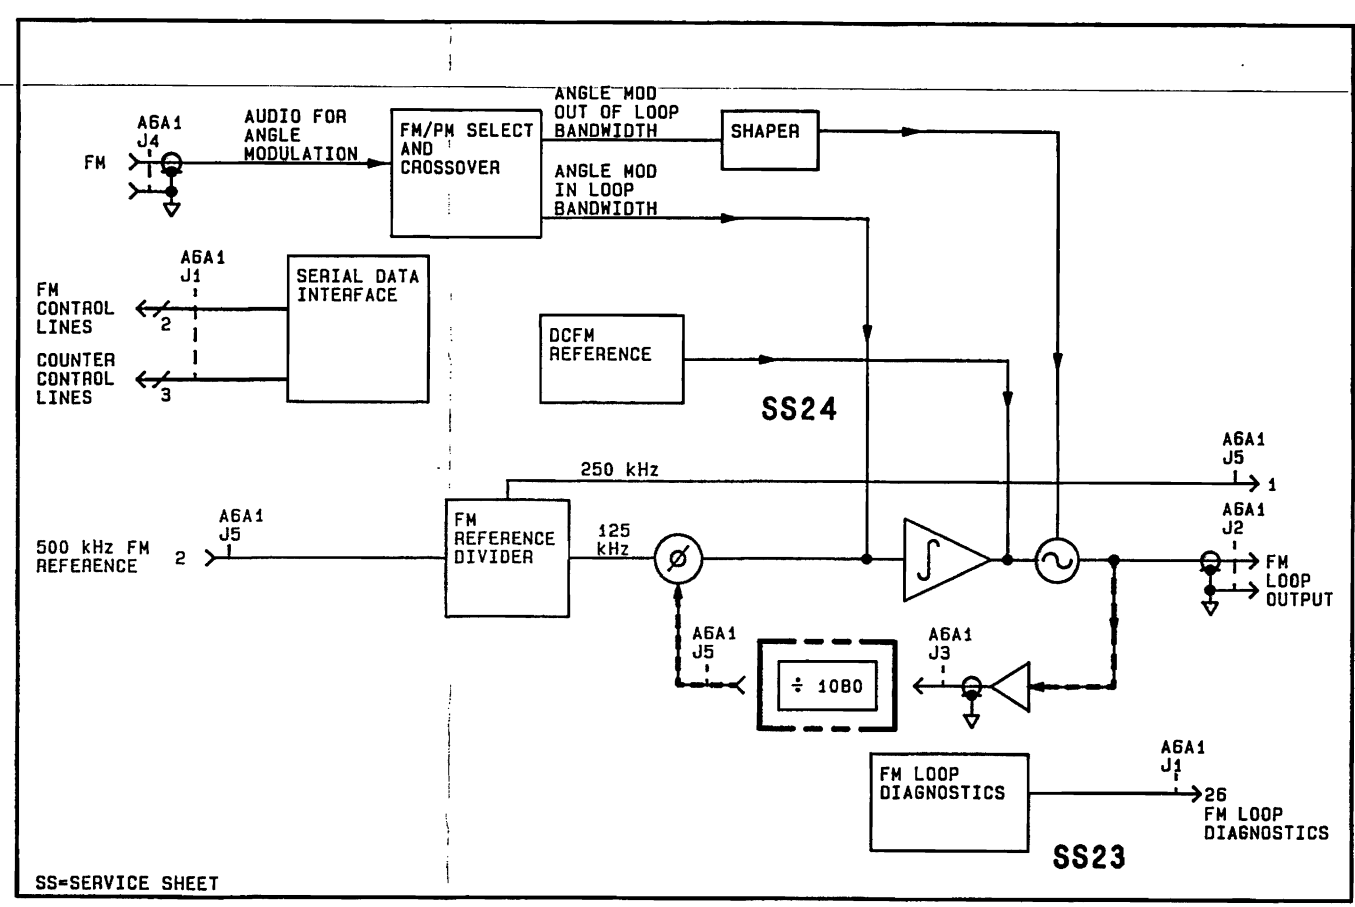 A6A1
J4
FM
AUDIO FOR
ANGLE
MODULATION
FM/PM SELECT
AND
CROSSOVER
ANGLE MOD
OUT OF LOOP
BANDWIDTH
SHAPER
ANGLE MOD
IN LOOP
BANDWIDTH
A6A1
J1
FM
CONTROL
LINES
2
COUNTER
CONTROL
LINES
3
SERIAL DATA
INTERFACE
DCFM
REFERENCE
SS24
250 kHz
A6A1
J5
1
500 kHz FM
REFERENCE
2
A6A1
J5
FM
REFERENCE
DIVIDER
125
kHz
Ø
∫
A6A1
J2
FM
LOOP
OUTPUT
A6A1
J5
÷ 1080
A6A1
J3
FM LOOP
DIAGNOSTICS
A6A1
J1
26
FM LOOP
DIAGNOSTICS
SS23
SS=SERVICE SHEET